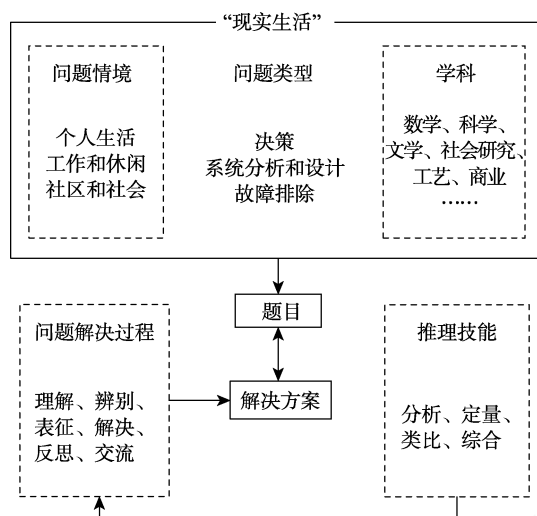 “现实生活”
问题情境
个人生活
工作和休闲
社区和社会
问题类型
决策
系统分析和设计
故障排除
学科
数学、科学、
文学、社会研究、
工艺、商业
……
题目
解决方案
问题解决过程
理解、辨别、
表征、解决、
反思、交流
推理技能
分析、定量、
类比、综合